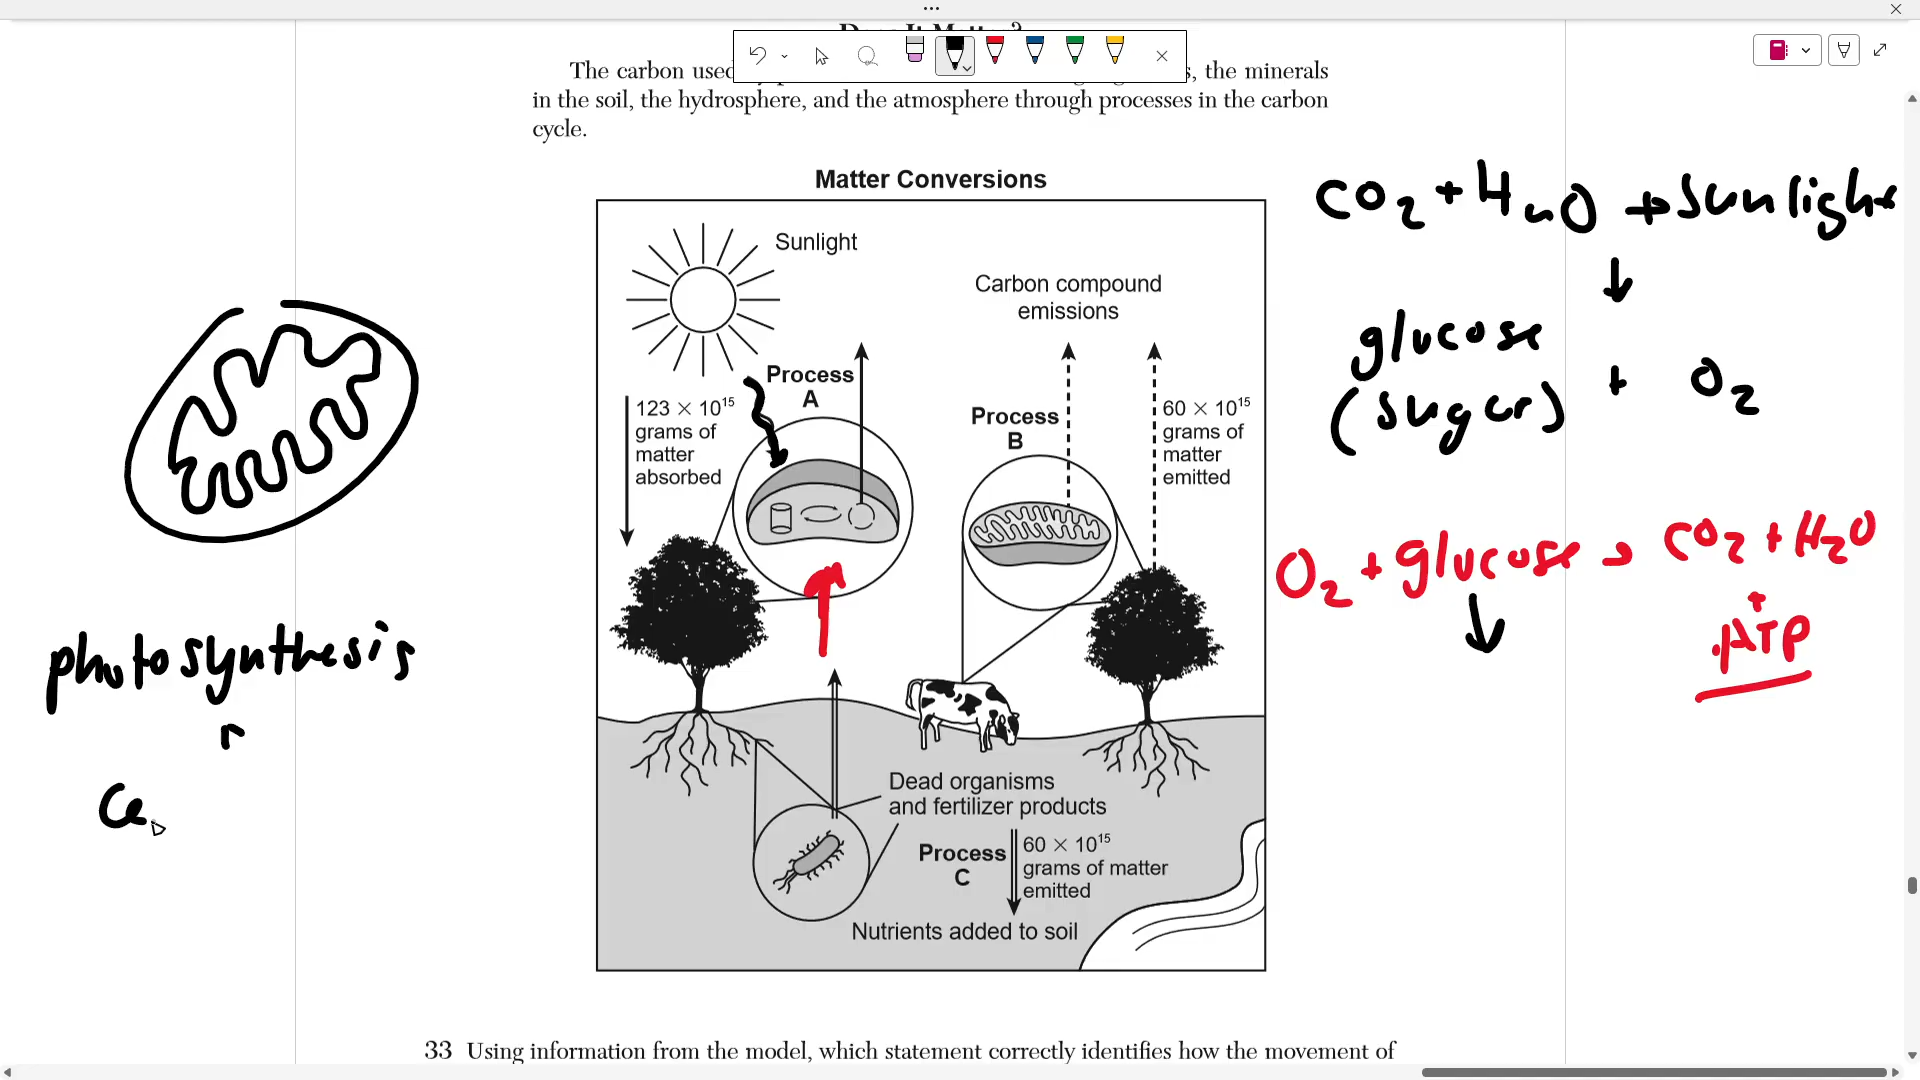 The carbon used
, the minerals
in the soil, the hydrosphere, and the atmosphere through processes in the carbon
cycle.
Matter Conversions
Sunlight
Carbon compound
emissions
Process
A
123 × 10¹⁵
grams of
matter
absorbed
Process
B
60 × 10¹⁵
grams of
matter
emitted
Dead organisms
and fertilizer products
Process
C
60 × 10¹⁵
grams of matter
emitted
Nutrients added to soil
CO2 + H2O + sunlight
glucose
(sugar) + O2
O2 + glucose → CO2 + H2O
+
ATP
photosynthesis
r
Ce
33 Using information from the model, which statement correctly identifies how the movement of